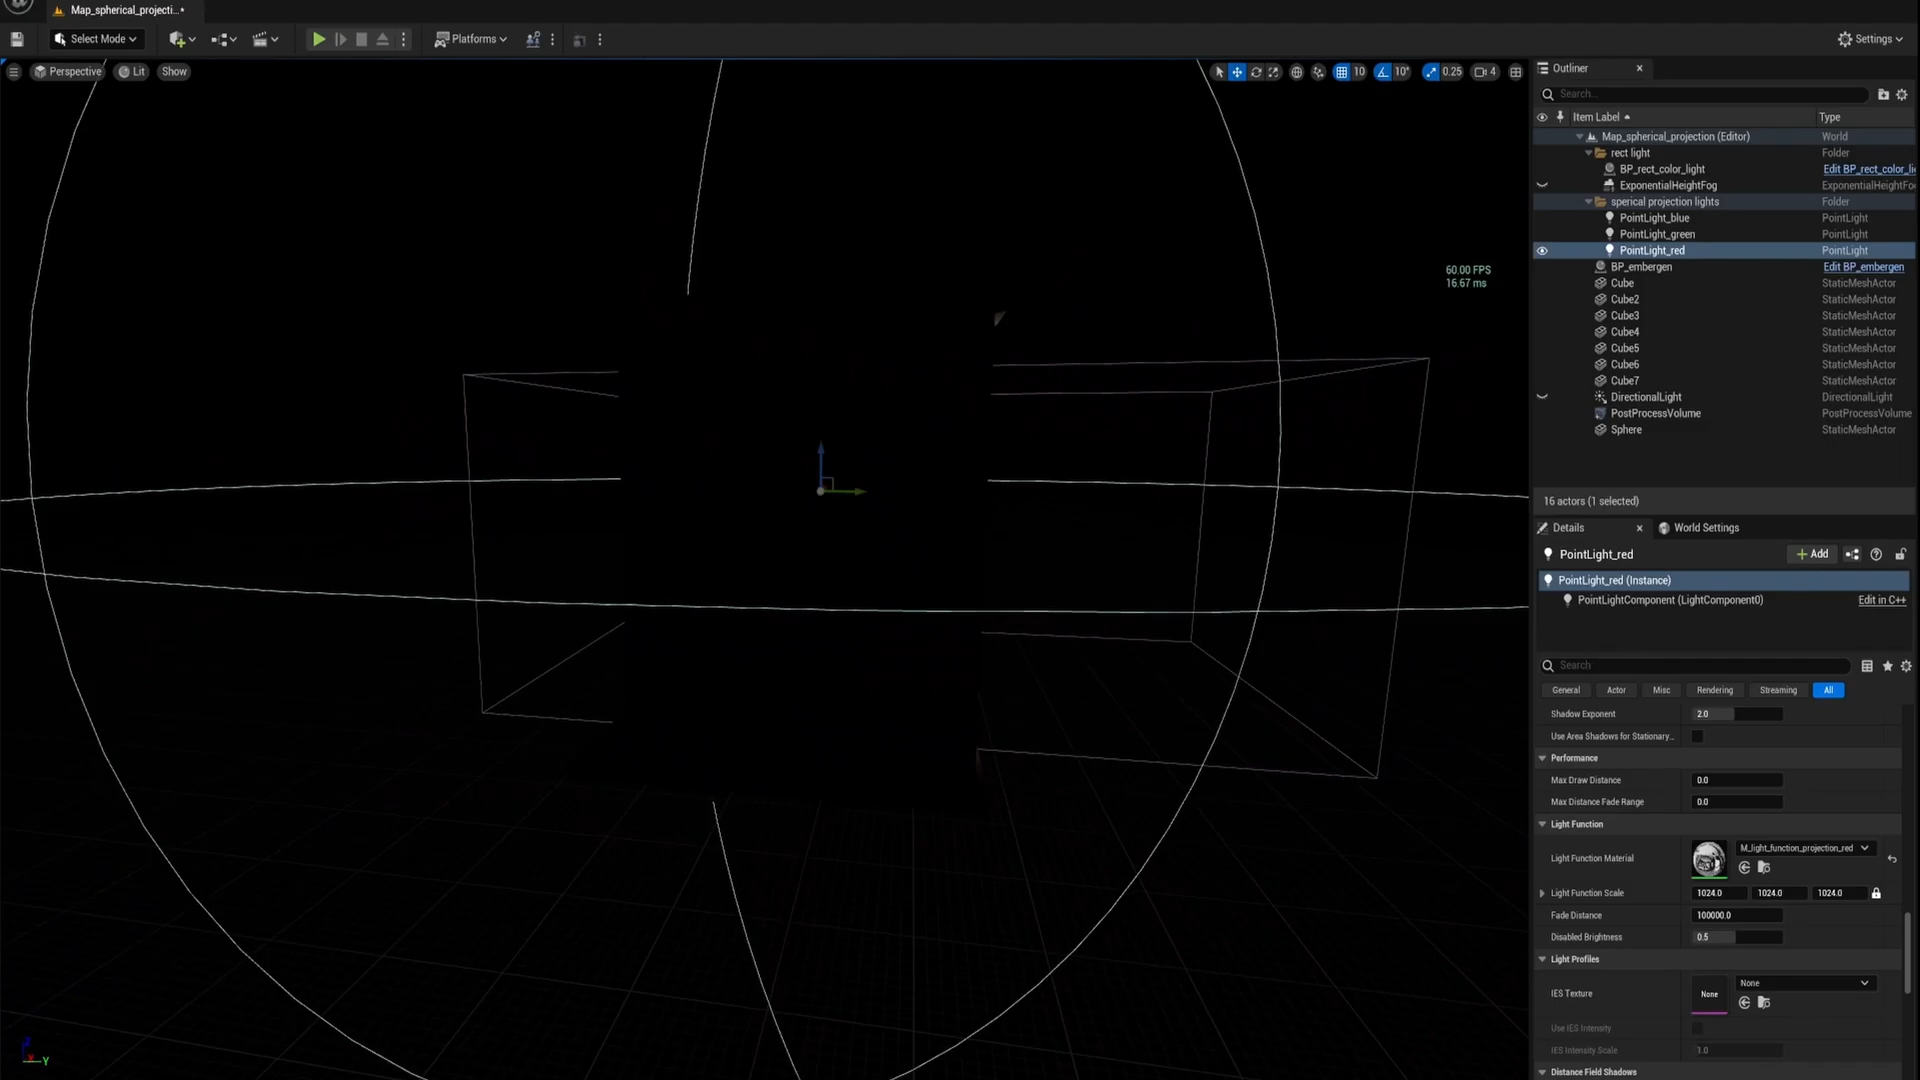 Map_spherical_projecti...*
Select Mode
Platforms
Settings
Perspective
Lit
Show
10
10°
0.25
4
60.00 FPS
16.67 ms
Y
Outliner
Search...
Item Label
Type
Map_spherical_projection (Editor)
World
rect light
Folder
BP_rect_color_light
Edit BP_rect_color_li
ExponentialHeightFog
ExponentialHeightFo
sperical projection lights
Folder
PointLight_blue
PointLight
PointLight_green
PointLight
PointLight_red
PointLight
BP_embergen
Edit BP_embergen
Cube
StaticMeshActor
Cube2
StaticMeshActor
Cube3
StaticMeshActor
Cube4
StaticMeshActor
Cube5
StaticMeshActor
Cube6
StaticMeshActor
Cube7
StaticMeshActor
DirectionalLight
DirectionalLight
PostProcessVolume
PostProcessVolume
Sphere
StaticMeshActor
16 actors (1 selected)
Details
World Settings
PointLight_red
Add
PointLight_red (Instance)
PointLightComponent (LightComponent0)
Edit in C++
Search
General
Actor
Misc
Rendering
Streaming
All
Shadow Exponent
2.0
Use Area Shadows for Stationary...
Performance
Max Draw Distance
0.0
Max Distance Fade Range
0.0
Light Function
Light Function Material
M_light_function_projection_red
Light Function Scale
1024.0
1024.0
1024.0
Fade Distance
100000.0
Disabled Brightness
0.5
Light Profiles
IES Texture
None
None
Use IES Intensity
IES Intensity Scale
1.0
Distance Field Shadows